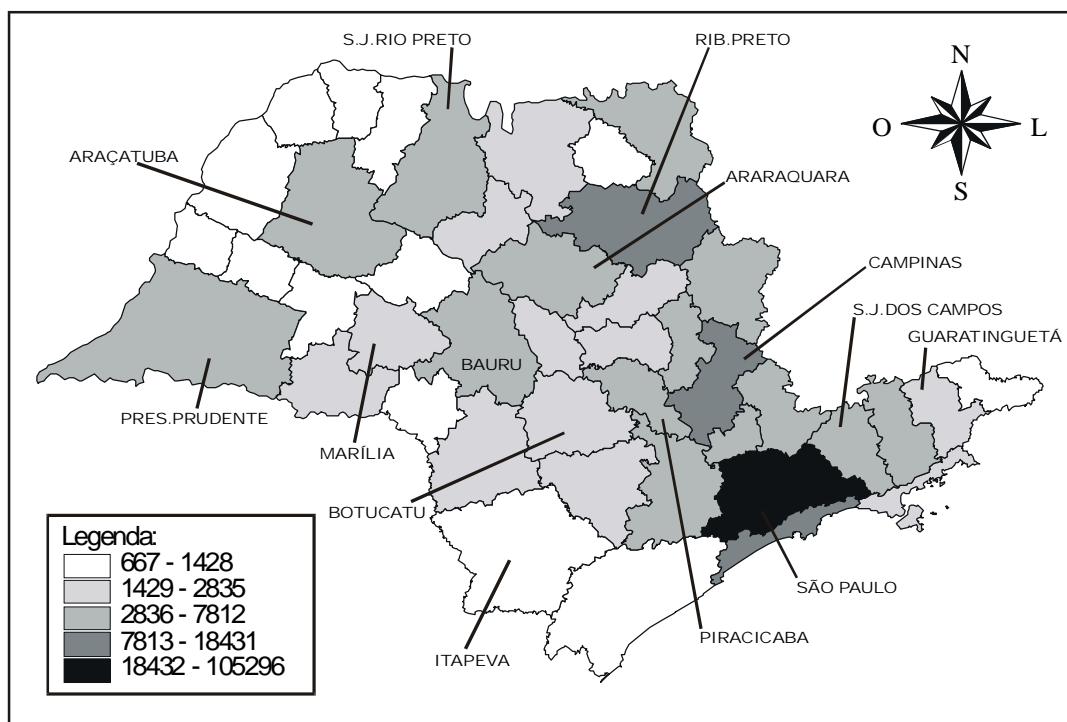 S.J.RIO PRETO
RIB.PRETO
N
O
L
S
ARAÇATUBA
ARARAQUARA
CAMPINAS
S.J.DOS CAMPOS
GUARATINGUETÁ
BAURU
PRES.PRUDENTE
MARÍLIA
BOTUCATU
SÃO PAULO
PIRACICABA
ITAPEVA
Legenda:
667 - 1428
1429 - 2835
2836 - 7812
7813 - 18431
18432 - 105296